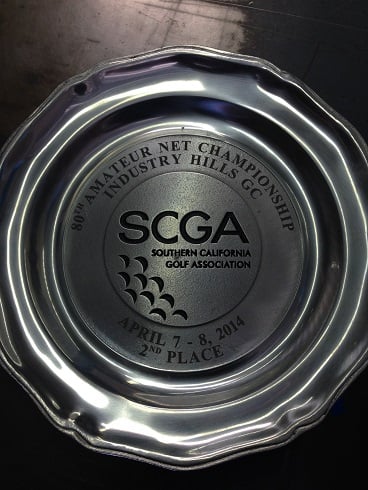 80TH AMATEUR NET CHAMPIONSHIP
INDUSTRY HILLS GC
SCGA
SOUTHERN CALIFORNIA
GOLF ASSOCIATION
APRIL 7 - 8, 2014
2ND PLACE